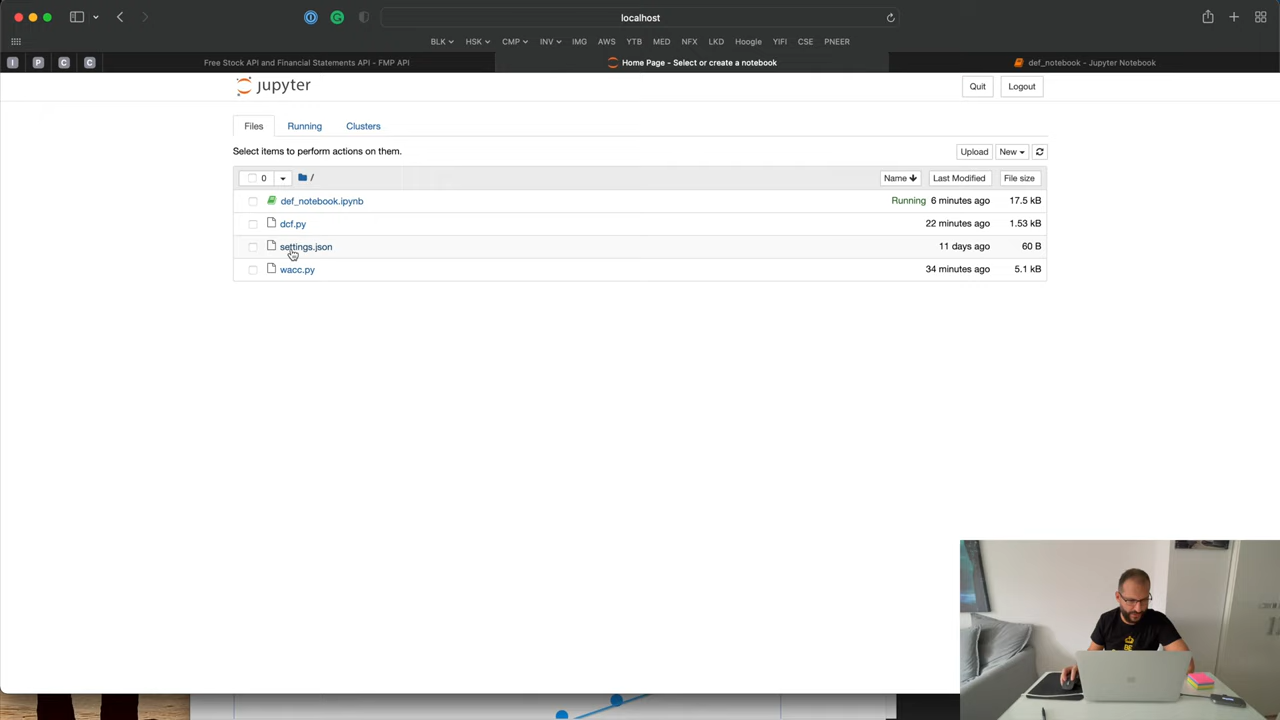 localhost
BLK HSK CMP INV IMG AWS YTB MED NFX LKD Hoogle YIFI CSE PNEER
I P C C Free Stock API and Financial Statements API - FMP API Home Page - Select or create a notebook def_notebook - Jupyter Notebook
jupyter Quit Logout
Files Running Clusters
Select items to perform actions on them. Upload New
0 / Name Last Modified File size
def_notebook.ipynb Running 6 minutes ago 17.5 kB
dcf.py 22 minutes ago 1.53 kB
settings.json 11 days ago 60 B
wacc.py 34 minutes ago 5.1 kB